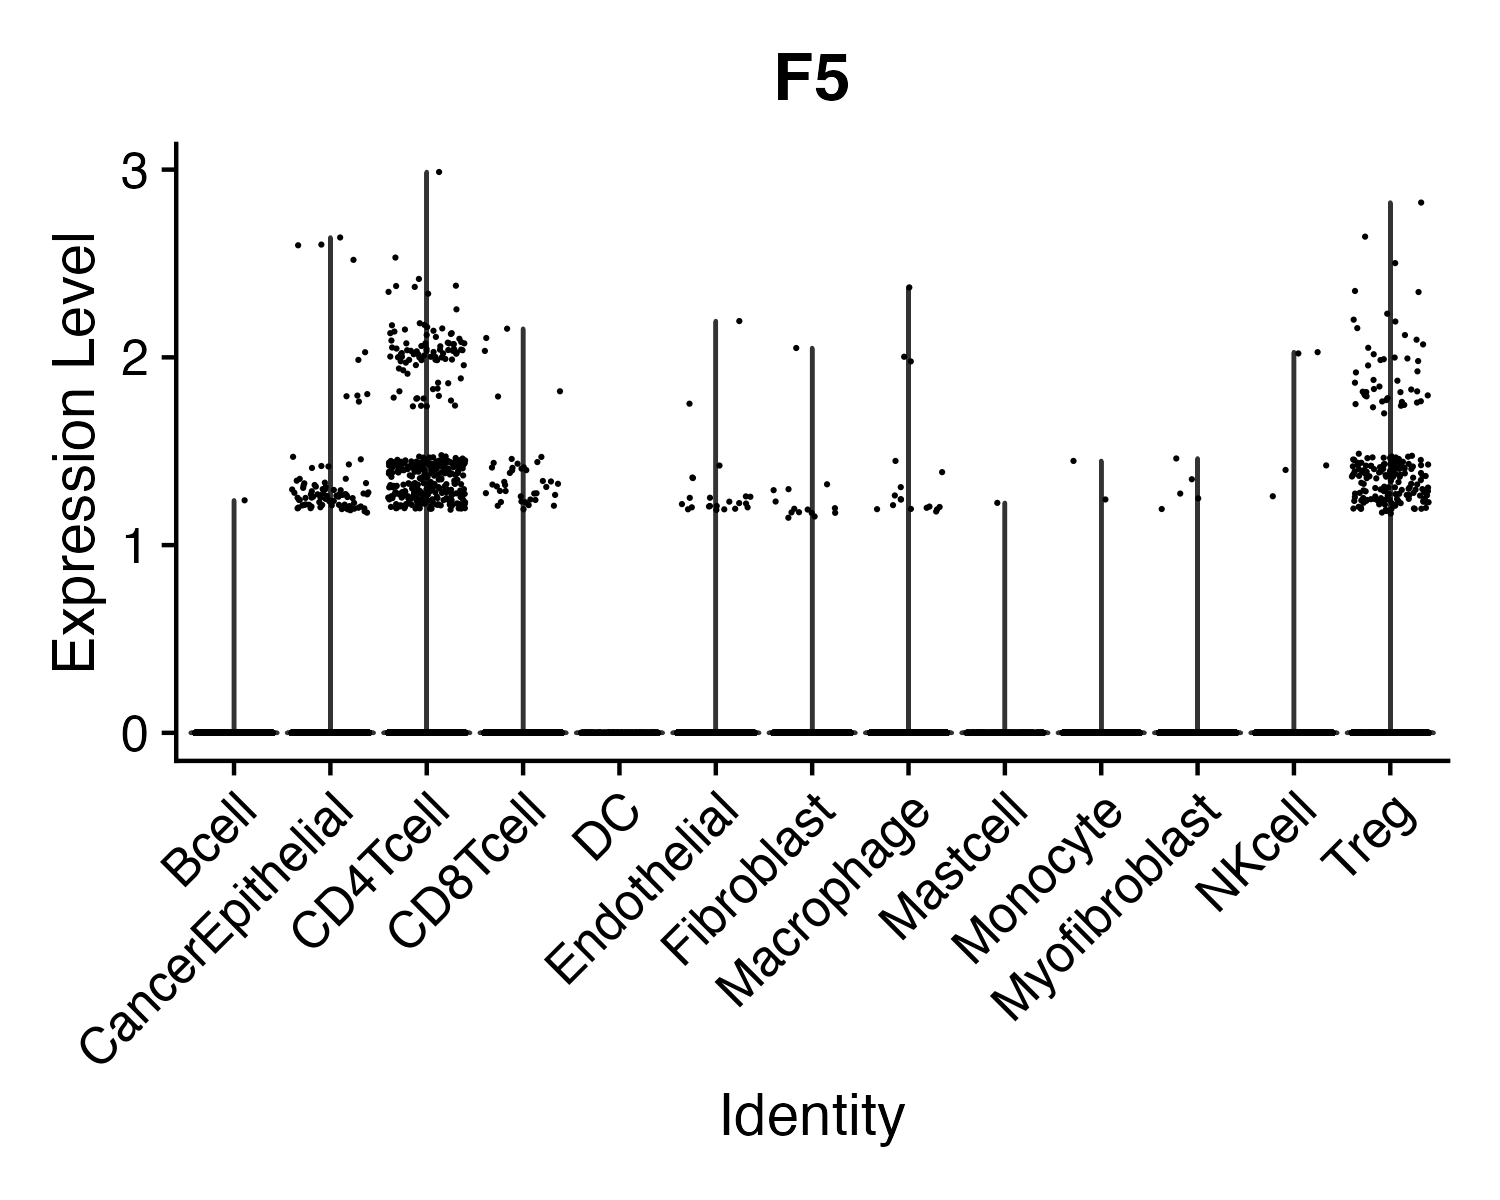 F5
Expression Level
3
2
1
0
Bcell
CancerEpithelial
CD4Tcell
CD8Tcell
DC
Endothelial
Fibroblast
Macrophage
Mastcell
Monocyte
Myofibroblast
NKcell
Treg
Identity